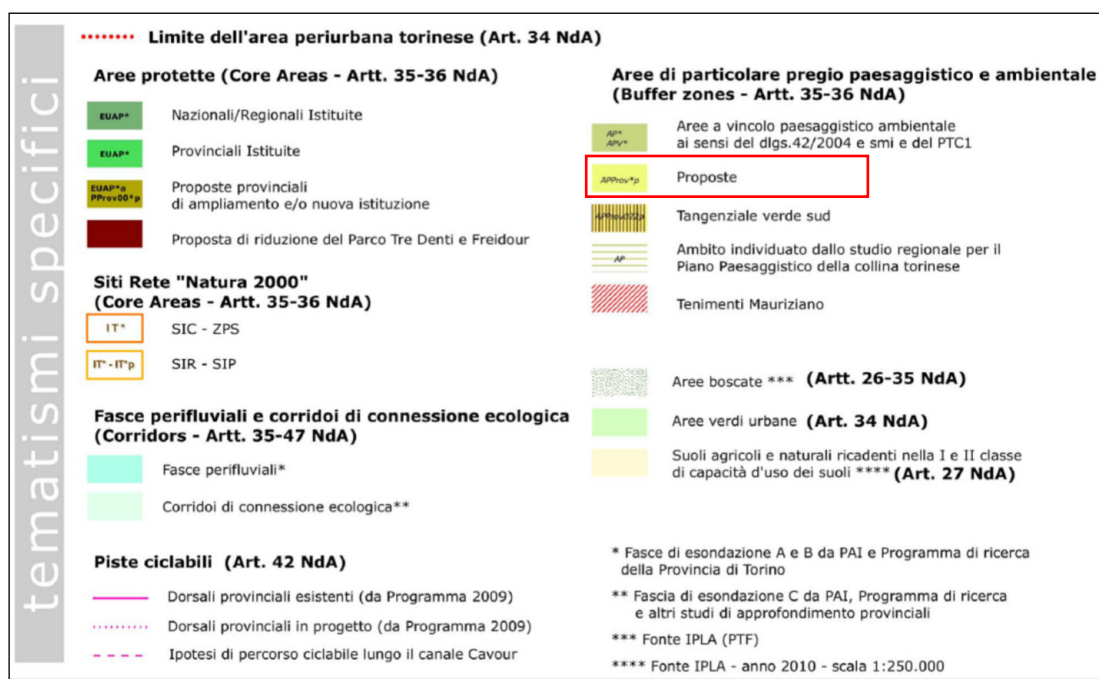 tematismi specifici
Limite dell'area periurbana torinese (Art. 34 NdA)
Aree protette (Core Areas - Artt. 35-36 NdA)
EUAP*
Nazionali/Regionali Istituite
EUAP*
Provinciali Istituite
EUAP*a
PProv00*p
Proposte provinciali
di ampliamento e/o nuova istituzione
Proposta di riduzione del Parco Tre Denti e Freidour
Siti Rete "Natura 2000"
(Core Areas - Artt. 35-36 NdA)
IT*
SIC - ZPS
IT* - IT*p
SIR - SIP
Fasce perifluviali e corridoi di connessione ecologica
(Corridors - Artt. 35-47 NdA)
Fasce perifluviali*
Corridoi di connessione ecologica**
Piste ciclabili (Art. 42 NdA)
Dorsali provinciali esistenti (da Programma 2009)
Dorsali provinciali in progetto (da Programma 2009)
Ipotesi di percorso ciclabile lungo il canale Cavour
Aree di particolare pregio paesaggistico e ambientale
(Buffer zones - Artt. 35-36 NdA)
AP*
APV*
Aree a vincolo paesaggistico ambientale
ai sensi del dlgs.42/2004 e smi e del PTC1
APProv*p
Proposte
APProv022p
Tangenziale verde sud
AP
Ambito individuato dallo studio regionale per il
Piano Paesaggistico della collina torinese
Tenimenti Mauriziano
Aree boscate *** (Artt. 26-35 NdA)
Aree verdi urbane (Art. 34 NdA)
Suoli agricoli e naturali ricadenti nella I e II classe
di capacità d'uso dei suoli **** (Art. 27 NdA)
* Fasce di esondazione A e B da PAI e Programma di ricerca
della Provincia di Torino
** Fascia di esondazione C da PAI, Programma di ricerca
e altri studi di approfondimento provinciali
*** Fonte IPLA (PTF)
**** Fonte IPLA - anno 2010 - scala 1:250.000